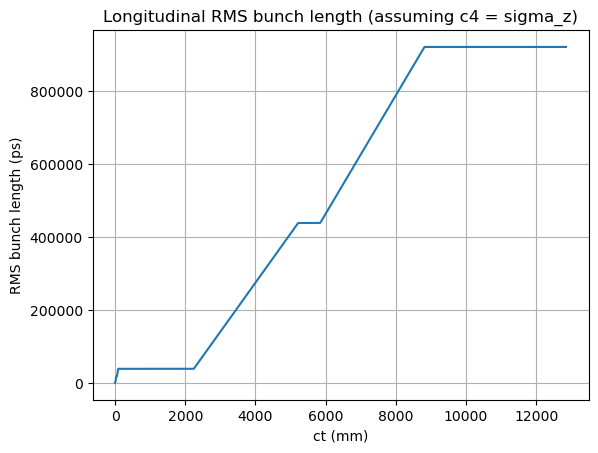 Longitudinal RMS bunch length (assuming c4 = sigma_z)
RMS bunch length (ps)
800000
600000
400000
200000
0
0 2000 4000 6000 8000 10000 12000
ct (mm)